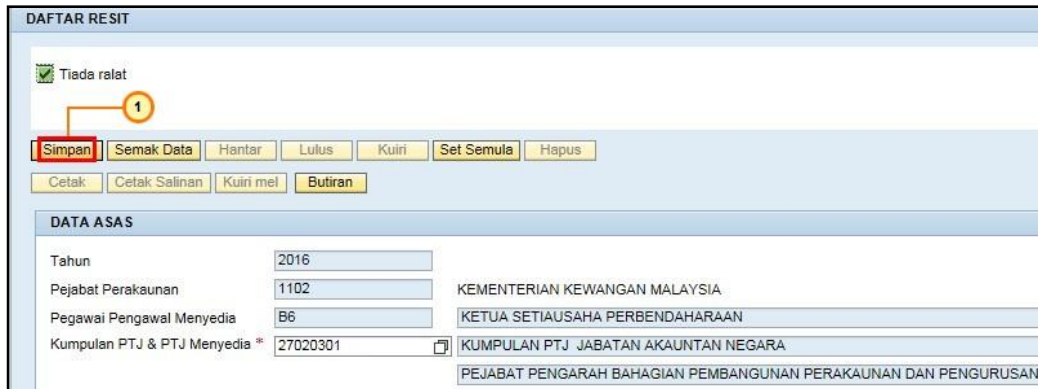 DAFTAR RESIT
Tiada ralat
1
Simpan Semak Data Hantar Lulus Kuiri Set Semula Hapus
Cetak Cetak Salinan Kuiri mel Butiran
DATA ASAS
Tahun 2016
Pejabat Perakaunan 1102 KEMENTERIAN KEWANGAN MALAYSIA
Pegawai Pengawal Menyedia B6 KETUA SETIAUSAHA PERBENDAHARAAN
Kumpulan PTJ & PTJ Menyedia * 27020301 KUMPULAN PTJ JABATAN AKAUNTAN NEGARA
PEJABAT PENGARAH BAHAGIAN PEMBANGUNAN PERAKAUNAN DAN PENGURUSAN